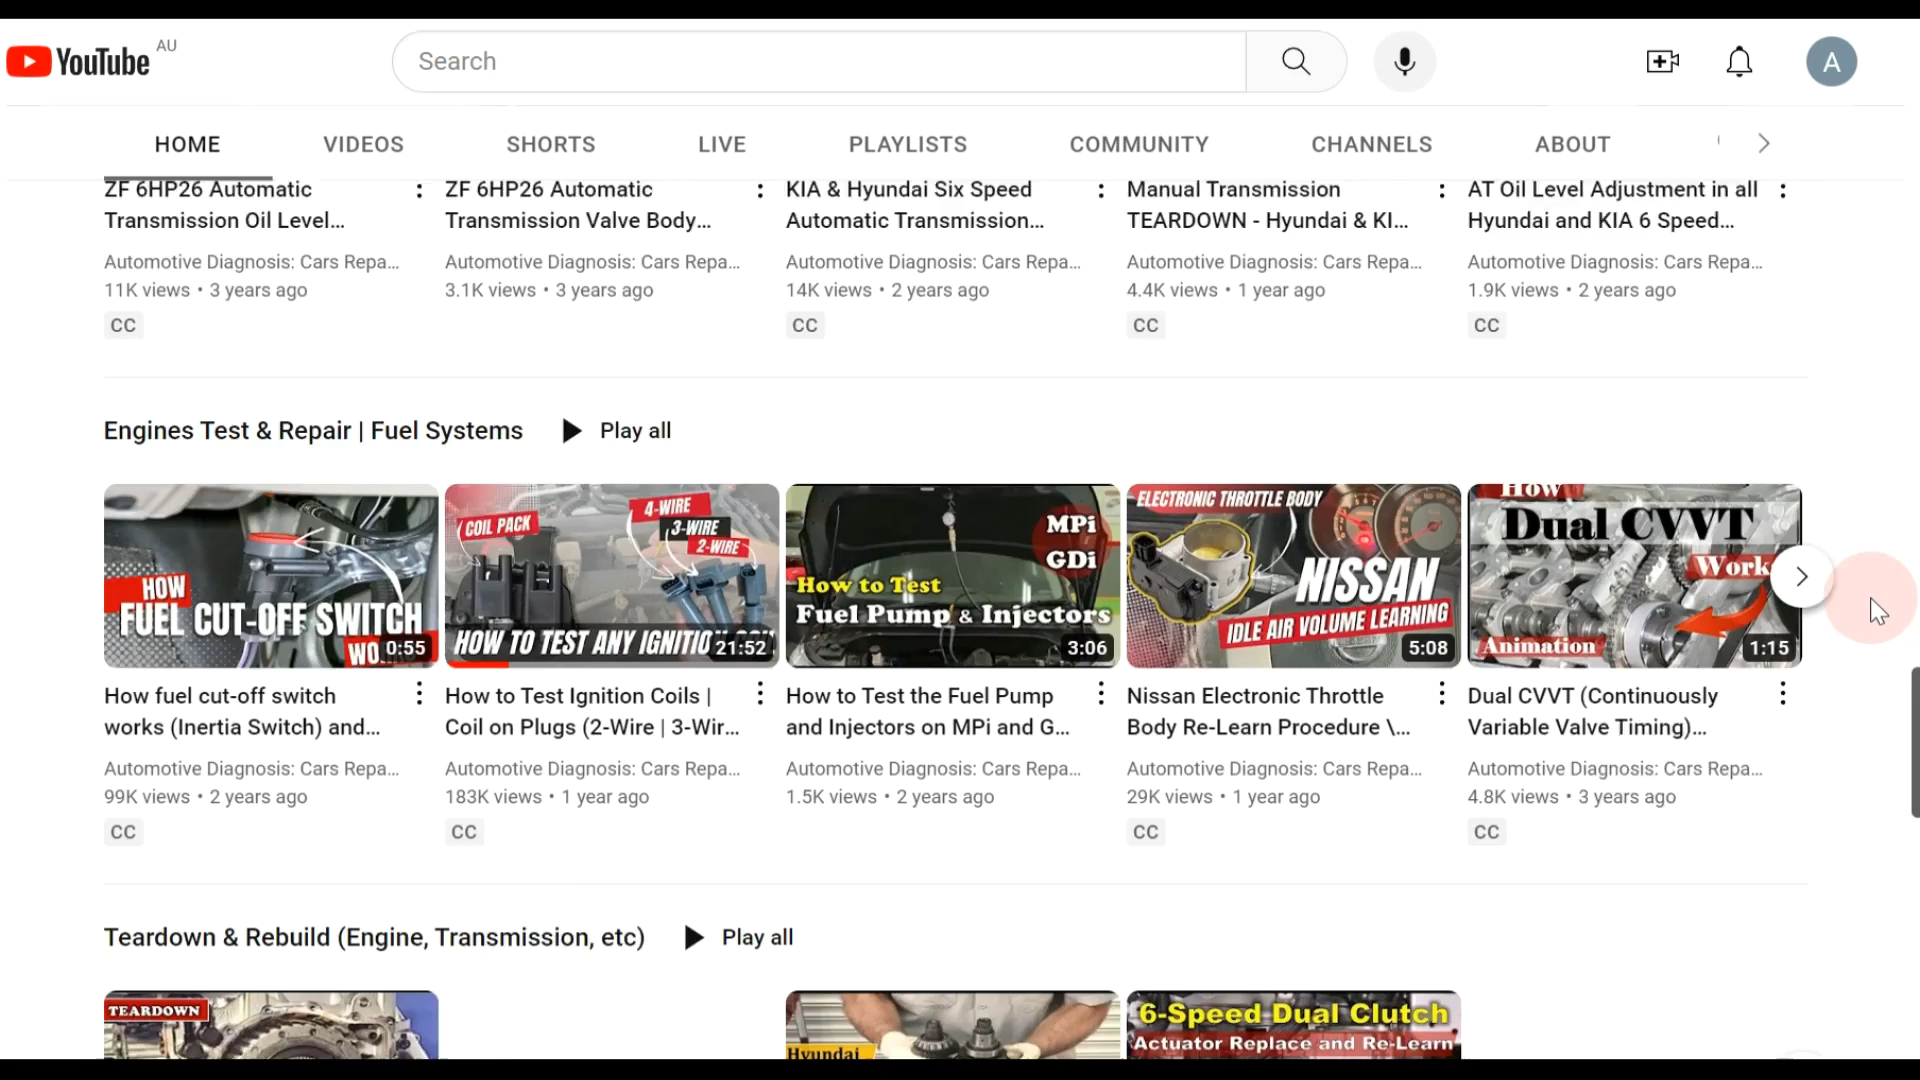 YouTube AU
Search
A
HOME VIDEOS SHORTS LIVE PLAYLISTS COMMUNITY CHANNELS ABOUT
ZF 6HP26 Automatic
Transmission Oil Level...
Automotive Diagnosis: Cars Repa...
11K views • 3 years ago
CC
ZF 6HP26 Automatic
Transmission Valve Body...
Automotive Diagnosis: Cars Repa...
3.1K views • 3 years ago
KIA & Hyundai Six Speed
Automatic Transmission...
Automotive Diagnosis: Cars Repa...
14K views • 2 years ago
CC
Manual Transmission
TEARDOWN - Hyundai & KI...
Automotive Diagnosis: Cars Repa...
4.4K views • 1 year ago
CC
AT Oil Level Adjustment in all
Hyundai and KIA 6 Speed...
Automotive Diagnosis: Cars Repa...
1.9K views • 2 years ago
CC
Engines Test & Repair | Fuel Systems Play all
HOW
FUEL CUT-OFF SWITCH
WO
0:55
COIL PACK
4-WIRE
3-WIRE
2-WIRE
HOW TO TEST ANY IGNITIO
21:52
MPi
GDi
How to Test
Fuel Pump & Injectors
3:06
ELECTRONIC THROTTLE BODY
NISSAN
IDLE AIR VOLUME LEARNING
5:08
How
Dual CVVT
Work
Animation
1:15
How fuel cut-off switch
works (Inertia Switch) and...
Automotive Diagnosis: Cars Repa...
99K views • 2 years ago
CC
How to Test Ignition Coils |
Coil on Plugs (2-Wire | 3-Wir...
Automotive Diagnosis: Cars Repa...
183K views • 1 year ago
CC
How to Test the Fuel Pump
and Injectors on MPi and G...
Automotive Diagnosis: Cars Repa...
1.5K views • 2 years ago
Nissan Electronic Throttle
Body Re-Learn Procedure \...
Automotive Diagnosis: Cars Repa...
29K views • 1 year ago
CC
Dual CVVT (Continuously
Variable Valve Timing)...
Automotive Diagnosis: Cars Repa...
4.8K views • 3 years ago
CC
Teardown & Rebuild (Engine, Transmission, etc) Play all
TEARDOWN
Hyundai
6-Speed Dual Clutch
Actuator Replace and Re-Learn